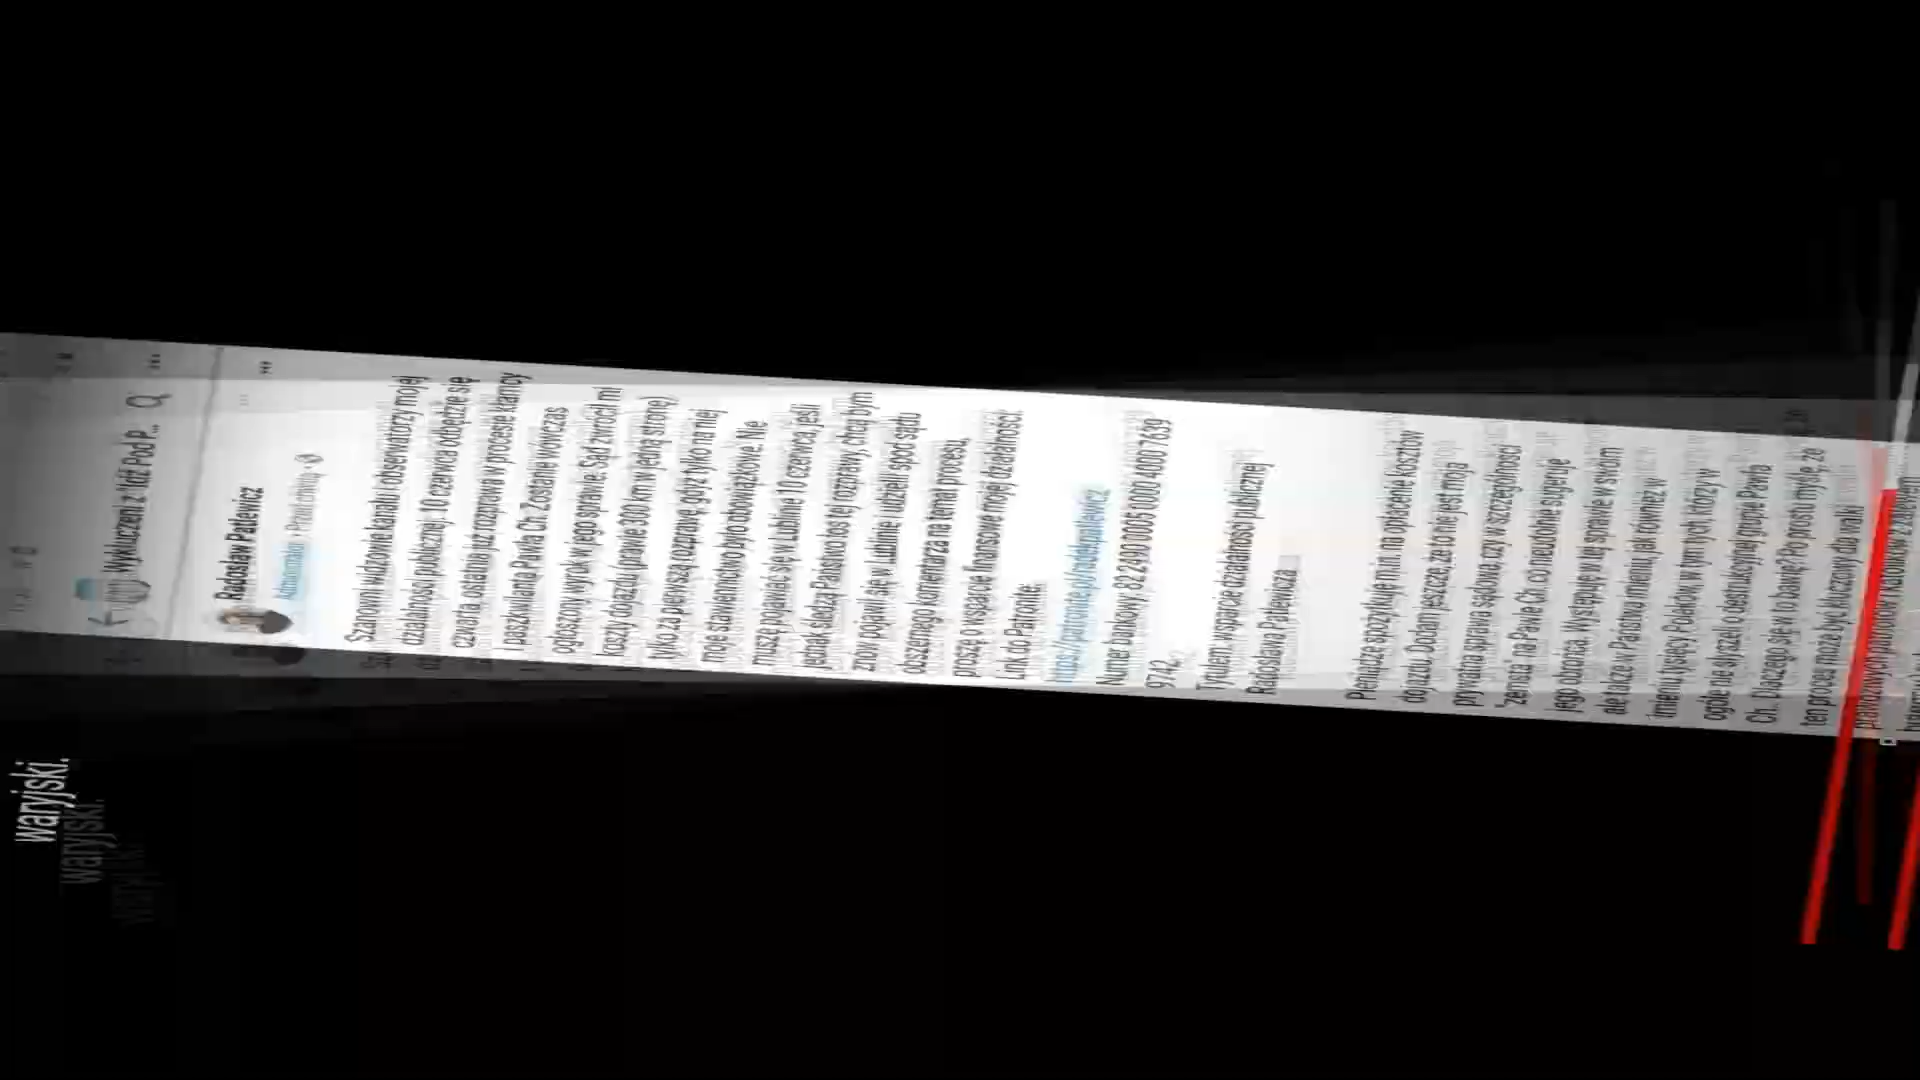 Wykluczeni z "Idź Pod P...
Radosław Patlewicz
Szanowni widzowie kanału i obserwatorzy mojej
działalności publicznej. 10 czerwca odbędzie się
czwarta, ostatnia już rozprawa w procesie kłamcy
i paszkwilanta Pawła Ch. Zostanie wówczas
ogłoszony wyrok w jego sprawie. Sąd zwrócił mi
koszty dojazdu (prawie 300 km w jedną stronę)
tylko za pierwszą rozprawę gdyż tylko na niej
moje stawiennictwo było obowiązkowe. Nie
muszę pojawiać się w Lublinie 10 czerwca jeśli
jednak śledzą Państwo losy tej rozprawy, chcą bym
znów pojawił się w Lublinie i udzielił spod sądu
obszernego komentarza na temat procesu,
proszę o wsparcie finansowe mojej działalności:
Link do Patronite:
Numer bankowy: 82 2490 0005 0000 4000 7639
9742
Tytułem: wsparcie działalności publicznej
Radosława Patlewicza
Pieniądze spożytkuję m.in. na opłacenie kosztów
dojazdu. Dodam jeszcze, że to nie jest moja
prywatna sprawa sądowa, czy w szczególności
"zemsta" na Pawle Ch. co nieudolnie sugeruje
jego obrońca. Występuję w tej sprawie w swoim
ale także w Państwa imieniu, jak również w
imieniu tysięcy Polaków, w tym tych, którzy w
ogóle nie słyszeli o destrukcyjnej grupie Pawła
Ch.. Dlaczego się w to bawię? Po prostu myślę, że
ten proces może być kluczowy dla walki
waryjski.